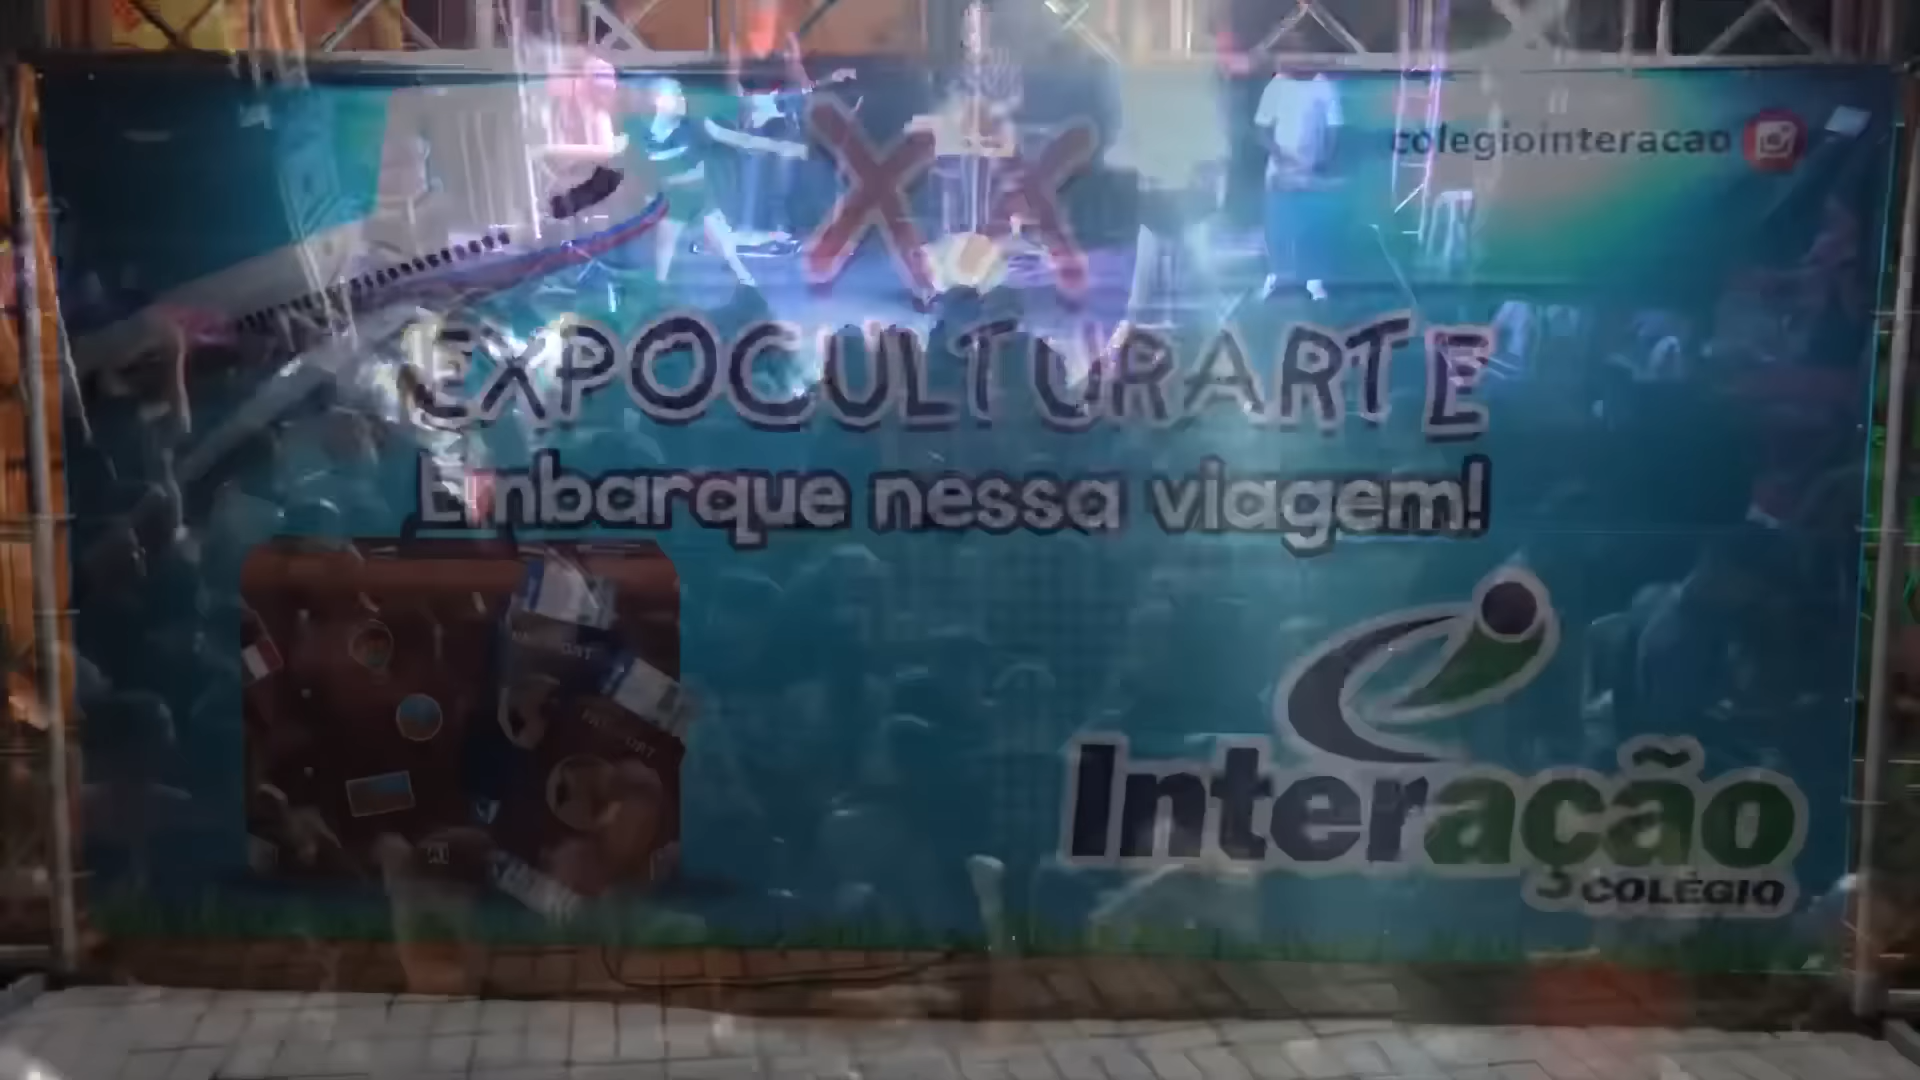 colegiointeracao
XX
EXPOCULTURARTE
Embarque nessa viagem!
Interação
COLÉGIO